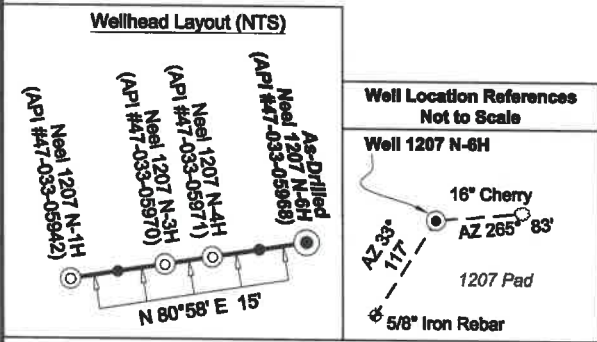 Wellhead Layout (NTS)
Neel 1207 N-1H
(API #47-033-05942)
Neel 1207 N-3H
(API #47-033-05970)
Neel 1207 N-4H
(API #47-033-05971)
As-Drilled
Neel 1207 N-6H
(API #47-033-05968)
N 80°58' E 15'
Well Location References
Not to Scale
Well 1207 N-6H
16" Cherry
AZ 265° 83'
AZ 33°
117'
1207 Pad
5/8" Iron Rebar